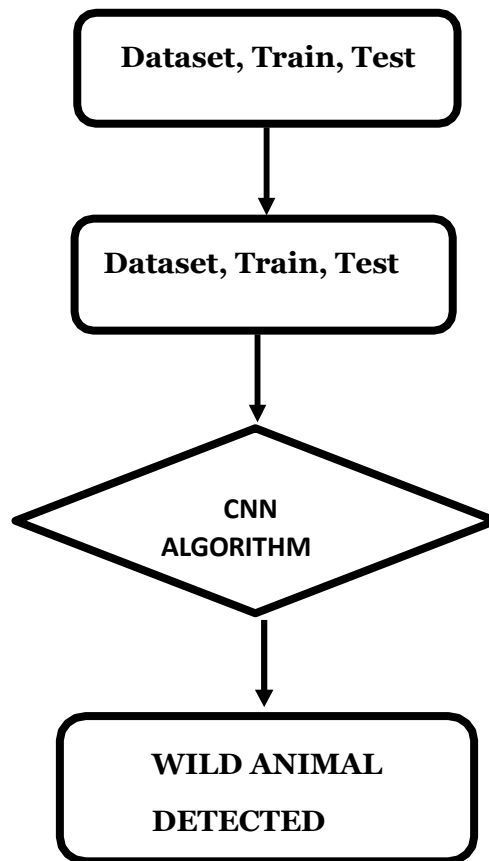 Dataset, Train, Test
Dataset, Train, Test
CNN
ALGORITHM
WILD ANIMAL
DETECTED